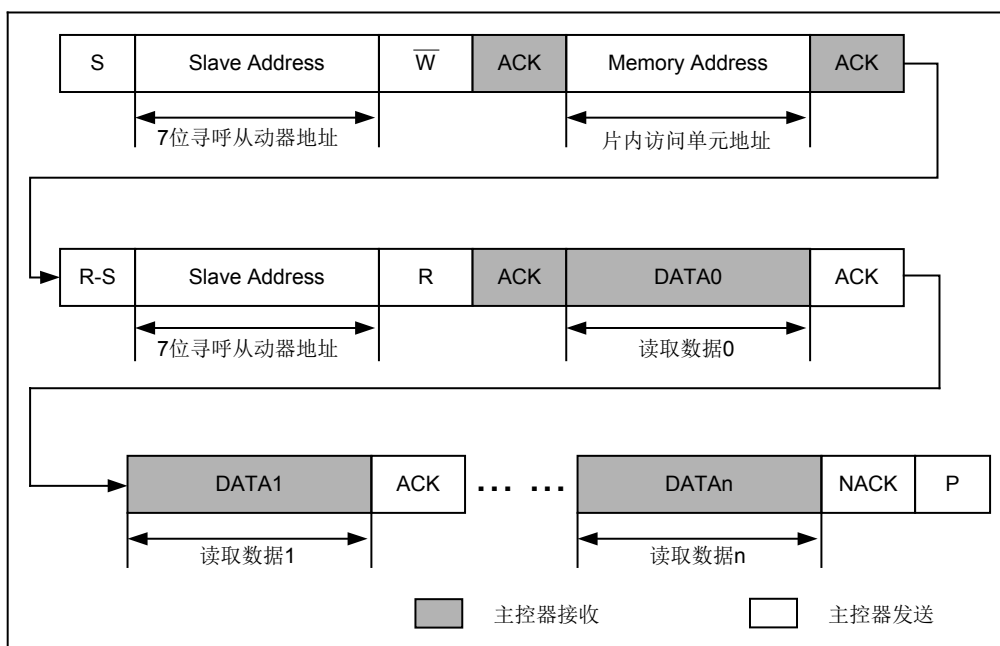 S Slave Address W̅ ACK Memory Address ACK
7位寻呼从动器地址 片内访问单元地址
R-S Slave Address R ACK DATA0 ACK
7位寻呼从动器地址 读取数据0
DATA1 ACK ... ... DATAn NACK P
读取数据1 读取数据n
主控器接收 主控器发送